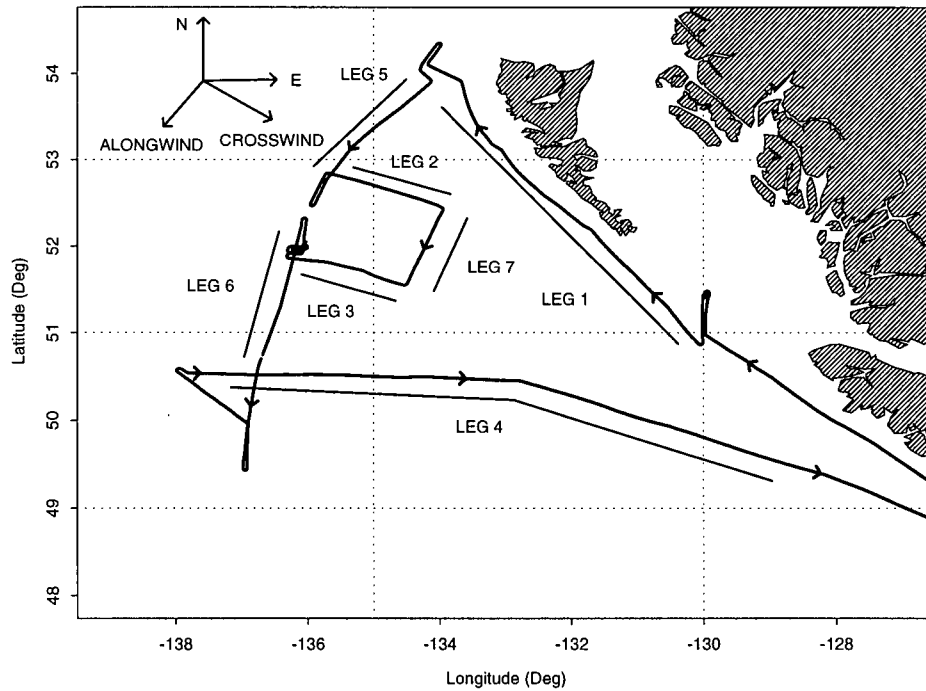 N
E
ALONGWIND
CROSSWIND
LEG 5
LEG 2
LEG 6
LEG 3
LEG 7
LEG 1
LEG 4
54
53
52
51
50
49
48
Latitude (Deg)
-138
-136
-134
-132
-130
-128
Longitude (Deg)